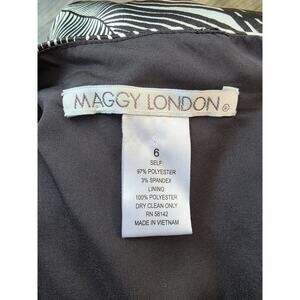 MAGGY LONDON®
6
SELF
97% POLYESTER
3% SPANDEX
LINING
100% POLYESTER
DRY CLEAN ONLY
RN 58142
MADE IN VIETNAM